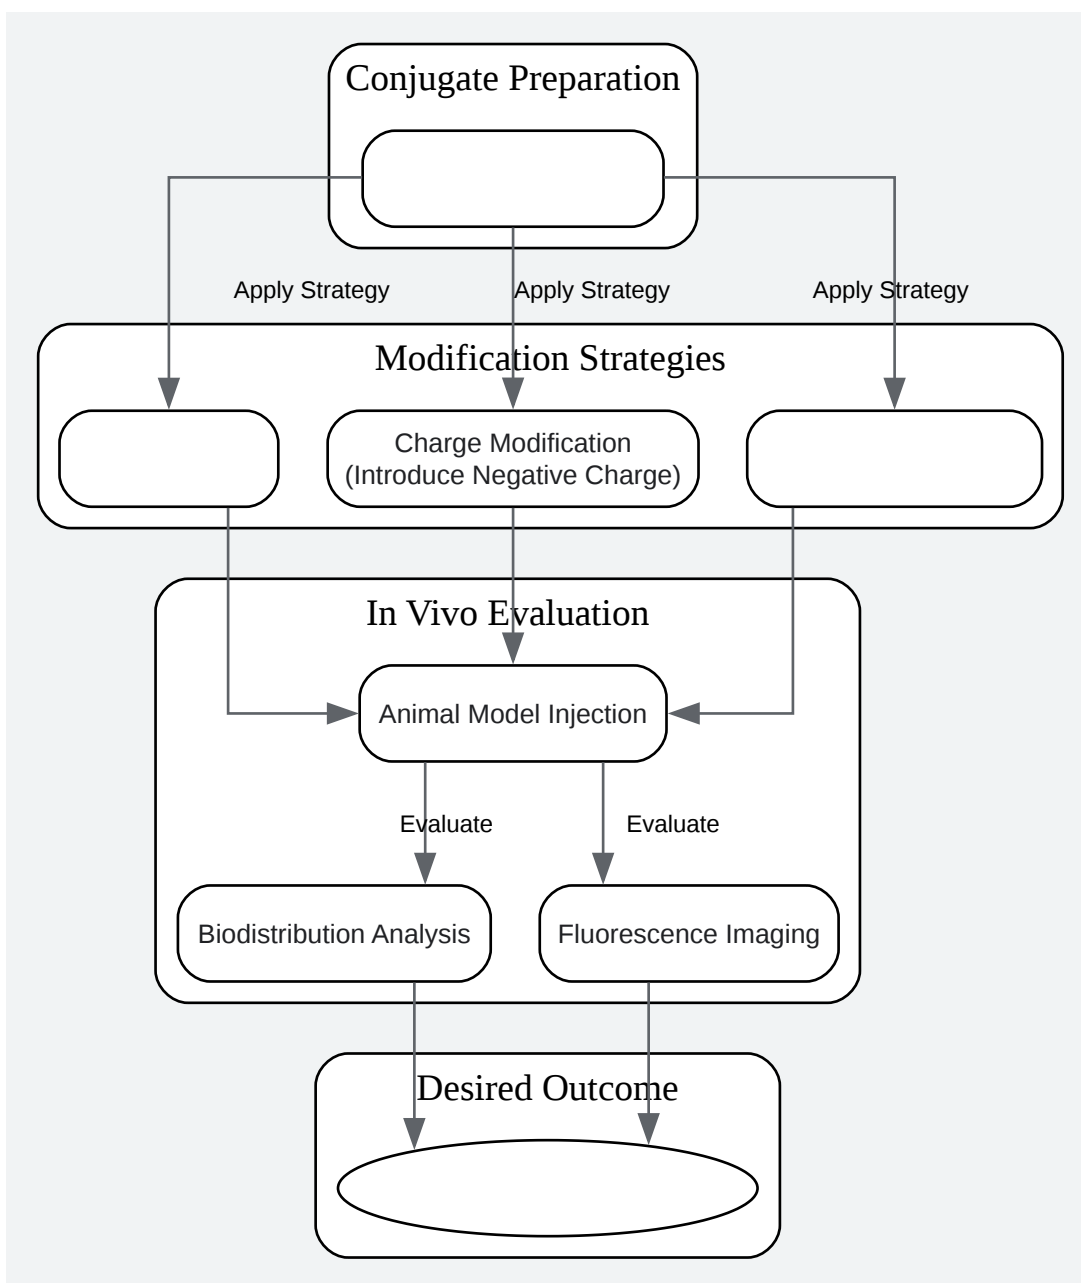 Conjugate Preparation
Apply Strategy
Apply Strategy
Apply Strategy
Modification Strategies
Charge Modification
(Introduce Negative Charge)
In Vivo Evaluation
Animal Model Injection
Evaluate
Evaluate
Biodistribution Analysis
Fluorescence Imaging
Desired Outcome